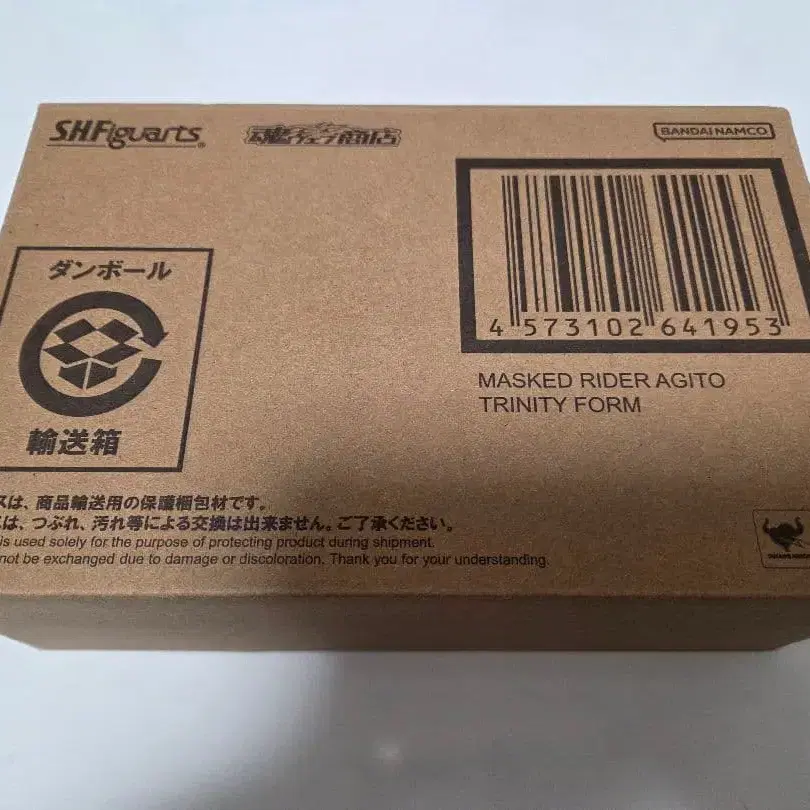 S.H.Figuarts
魂ウェブ商店
BANDAI NAMCO
4 573102 641953
MASKED RIDER AGITO
TRINITY FORM
ダンボール
輸送箱
スは、商品輸送用の保護梱包材です。
は、つぶれ、汚れ等による交換は出来ません。ご了承ください。
is used solely for the purpose of protecting product during shipment.
not be exchanged due to damage or discoloration. Thank you for your understanding.